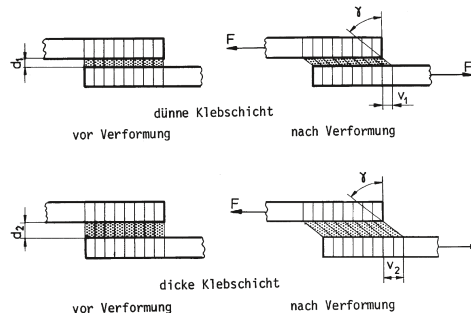 d₁
F
γ
F
v₁
dünne Klebschicht
vor Verformung
nach Verformung
d₂
F
γ
v₂
dicke Klebschicht
vor Verformung
nach Verformung